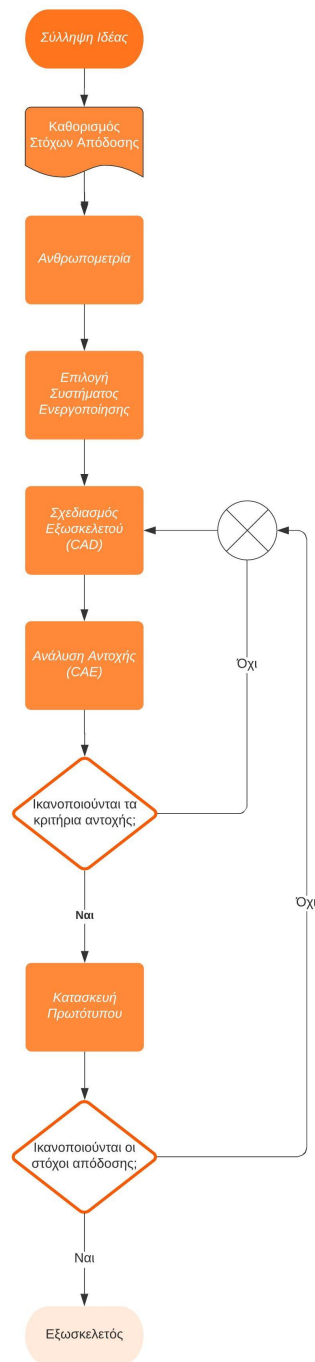 Σύλληψη Ιδέας
Καθορισμός
Στόχων Απόδοσης
Ανθρωπομετρία
Επιλογή
Συστήματος
Ενεργοποίησης
Σχεδιασμός
Εξωσκελετού
(CAD)
Ανάλυση Αντοχής
(CAE)
Όχι
Ικανοποιούνται τα
κριτήρια αντοχής;
Ναι
Όχι
Κατασκευή
Πρωτότυπου
Ικανοποιούνται οι
στόχοι απόδοσης;
Ναι
Εξωσκελετός